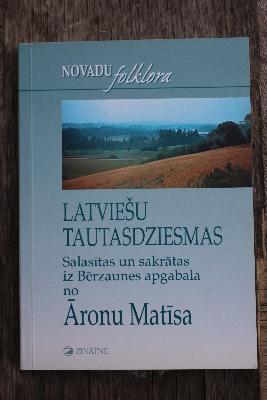 NOVADU folklora
LATVIEŠU
TAUTASDZIESMAS
Salasītas un sakrātas
iz Bērzaunes apgabala
no
Āronu Matīsa
ZINĀTNE